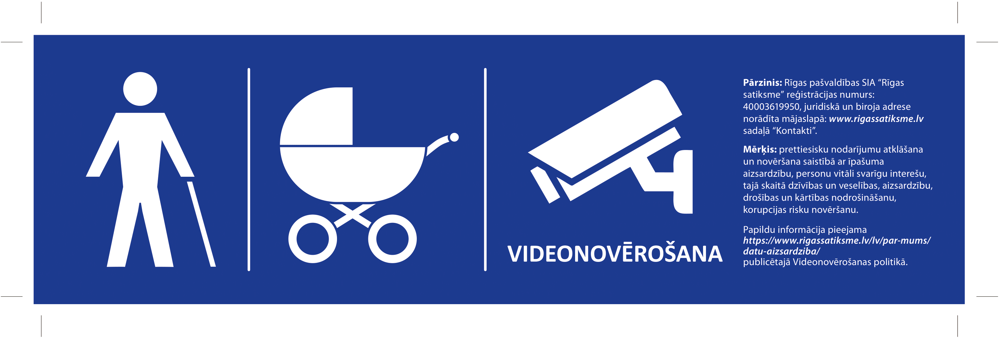 VIDEONOVĒROŠANA
Pārzinis: Rīgas pašvaldības SIA “Rīgas
satiksme” reģistrācijas numurs:
40003619950, juridiskā un biroja adrese
norādīta mājaslapā: www.rigassatiksme.lv
sadaļā “Kontakti”.
Mērķis: prettiesisku nodarījumu atklāšana
un novēršana saistībā ar īpašuma
aizsardzību, personu vitāli svarīgu interešu,
tajā skaitā dzīvības un veselības, aizsardzību,
drošības un kārtības nodrošināšanu,
korupcijas risku novēršanu.
Papildu informācija pieejama
https://www.rigassatiksme.lv/lv/par-mums/
datu-aizsardziba/
publicētajā Videonovērošanas politikā.